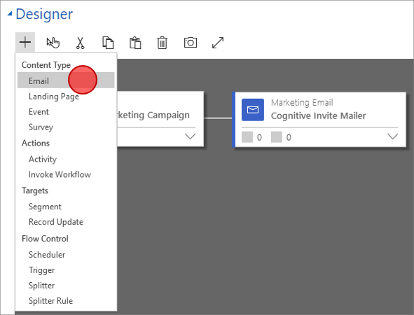 Designer
Content Type
Email
Landing Page
Event
Survey
Actions
Activity
Invoke Workflow
Targets
Segment
Record Update
Flow Control
Scheduler
Trigger
Splitter
Splitter Rule
Marketing Campaign
Marketing Email
Cognitive Invite Mailer
0 0